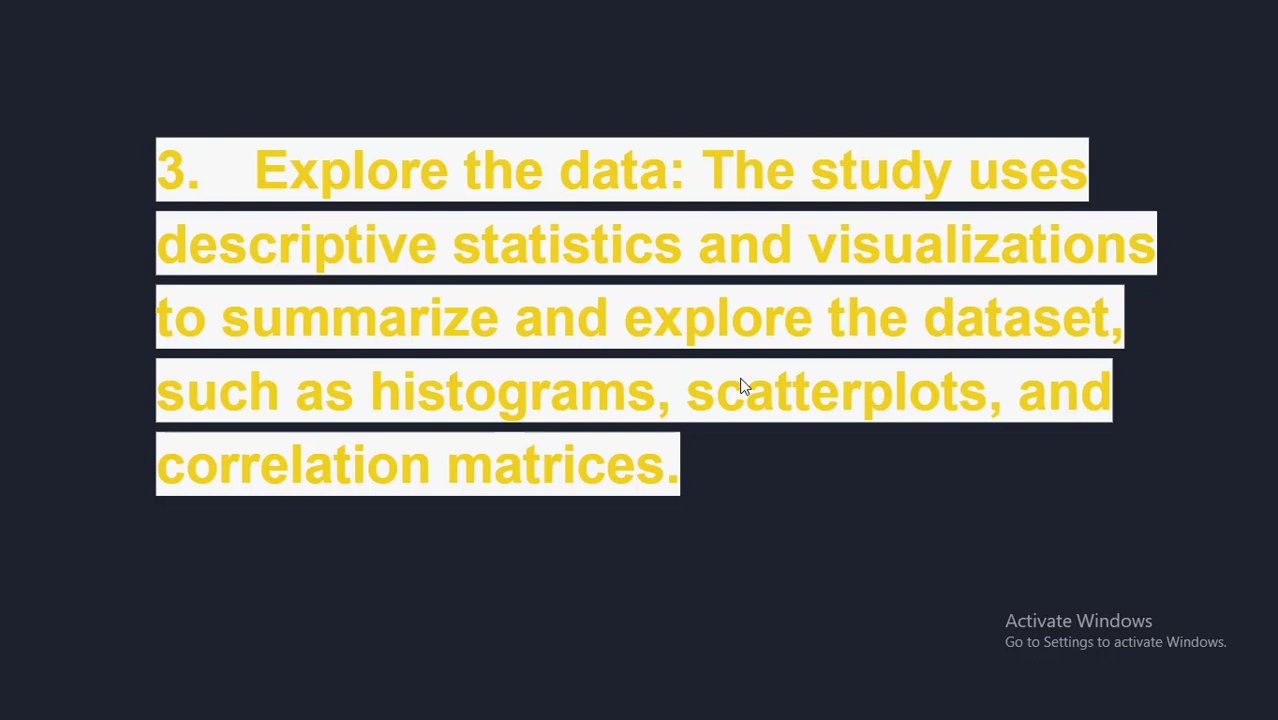 3. Explore the data: The study uses
descriptive statistics and visualizations
to summarize and explore the dataset,
such as histograms, scatterplots, and
correlation matrices.
Activate Windows
Go to Settings to activate Windows.